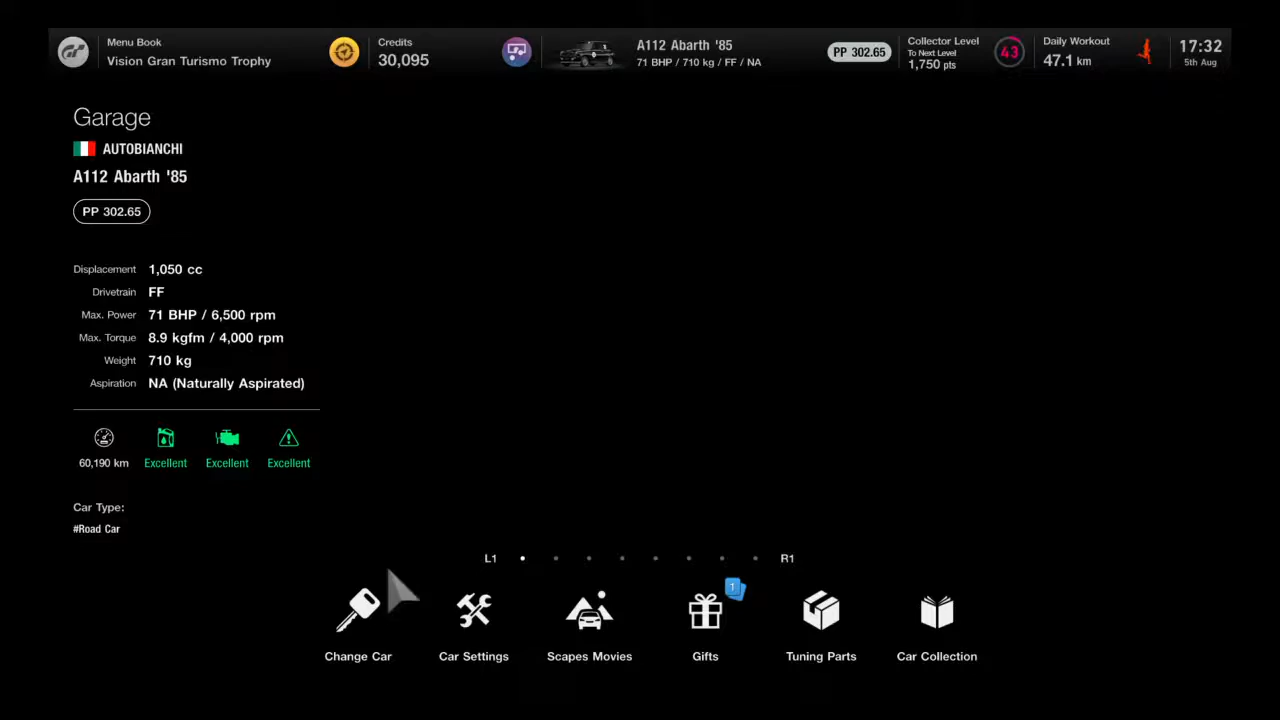 Menu Book
Vision Gran Turismo Trophy
Credits
30,095
A112 Abarth '85
71 BHP / 710 kg / FF / NA
PP 302.65
Collector Level
To Next Level
1,750 pts
43
Daily Workout
47.1 km
17:32
5th Aug
Garage
AUTOBIANCHI
A112 Abarth '85
PP 302.65
Displacement 1,050 cc
Drivetrain FF
Max. Power 71 BHP / 6,500 rpm
Max. Torque 8.9 kgfm / 4,000 rpm
Weight 710 kg
Aspiration NA (Naturally Aspirated)
60,190 km Excellent Excellent Excellent
Car Type:
#Road Car
L1 R1
1
Change Car Car Settings Scapes Movies Gifts Tuning Parts Car Collection